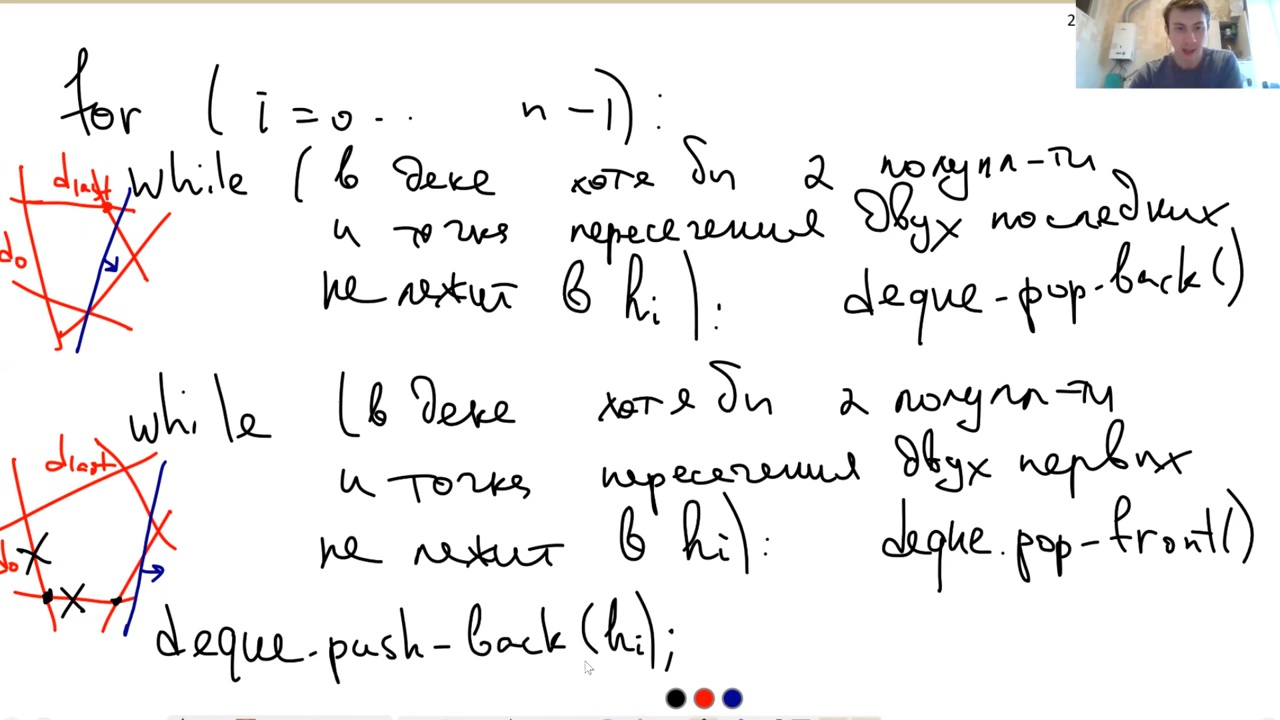 2
for (i = 0 .. n-1):
while (в деке хотя бы 2 полупл-ти
и точка пересечения двух последних
не лежит в hi): deque.pop-back()
dlast
d0
while (в деке хотя бы 2 полупл-ти
и точка пересечения двух первых
не лежит в hi): deque.pop-front()
dlast
d0
deque.push-back(hi);